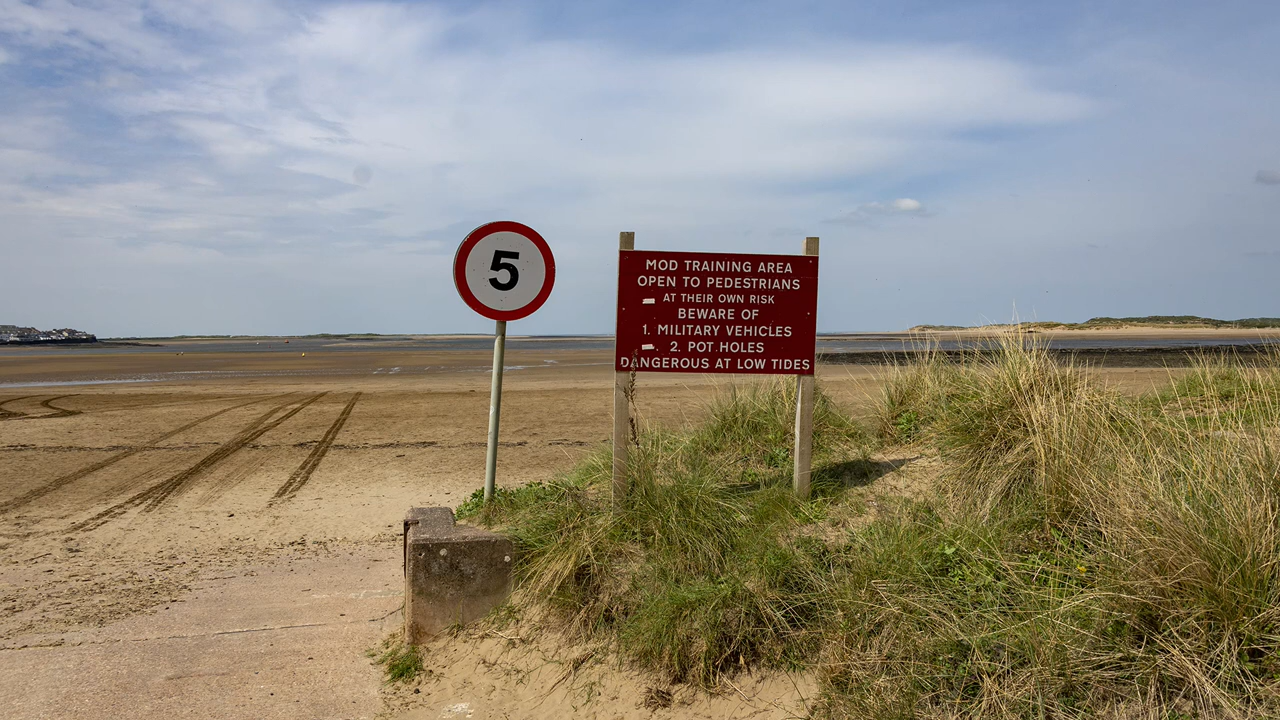 5
MOD TRAINING AREA
OPEN TO PEDESTRIANS
AT THEIR OWN RISK
BEWARE OF
1. MILITARY VEHICLES
2. POT HOLES
DANGEROUS AT LOW TIDES